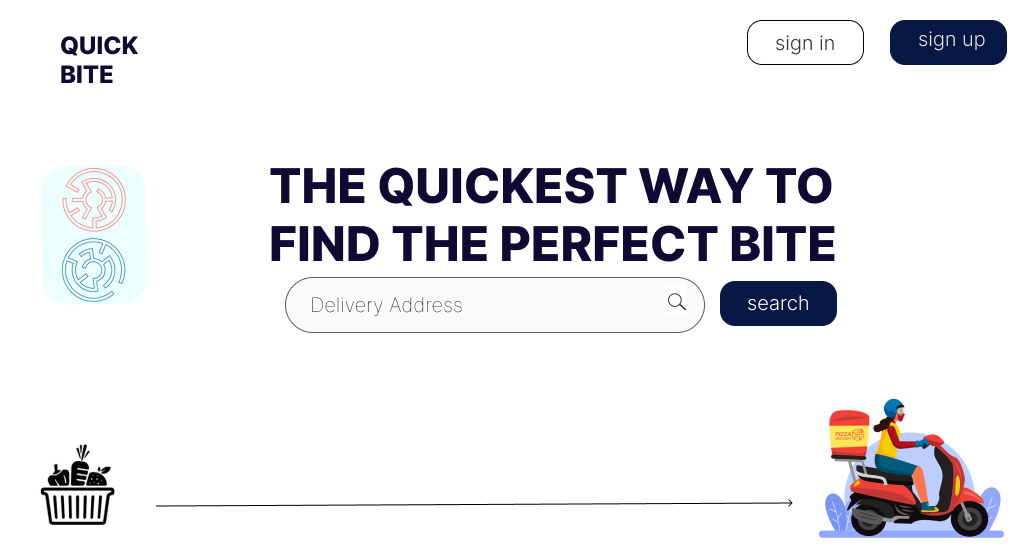 QUICK
BITE
sign in
sign up
THE QUICKEST WAY TO
FIND THE PERFECT BITE
Delivery Address
search
PIZZA
DELIVERY